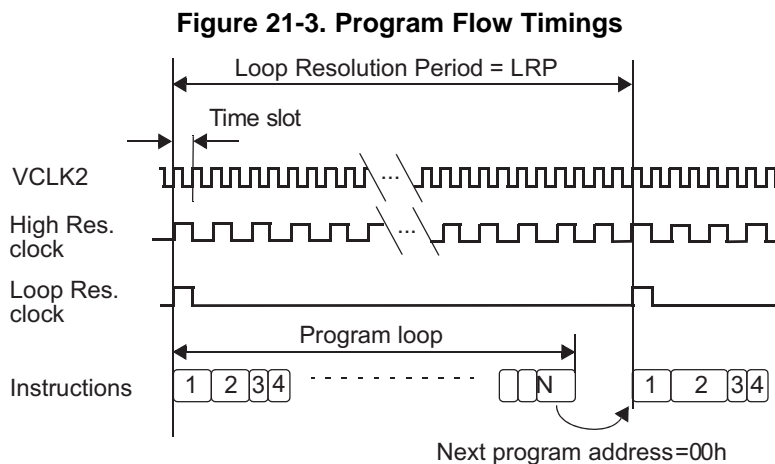 Figure 21-3. Program Flow Timings
Loop Resolution Period = LRP
Time slot
VCLK2
...
High Res.
clock
...
Loop Res.
clock
Program loop
Instructions
1 2 3 4
N
1 2 3 4
Next program address=00h